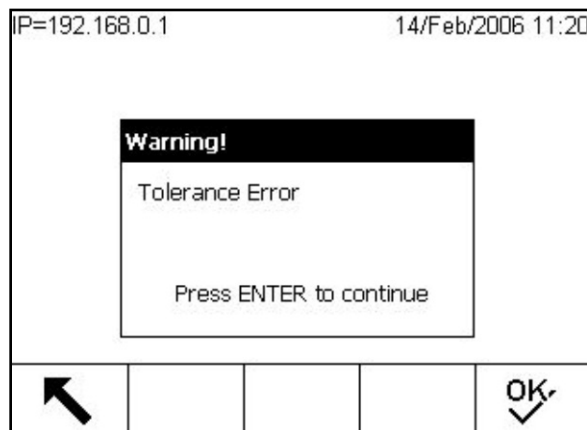 IP=192.168.0.1 14/Feb/2006 11:20
Warning!
Tolerance Error
Press ENTER to continue
OK